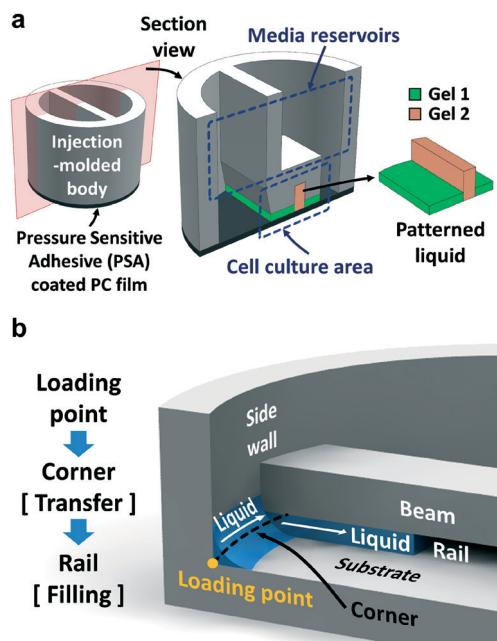 a
Section
view
Media reservoirs
Gel 1
Gel 2
Injection
-molded
body
Pressure Sensitive
Adhesive (PSA)
coated PC film
Patterned
liquid
Cell culture area
b
Loading
point
Corner
[ Transfer ]
Rail
[ Filling ]
Side
wall
Beam
Liquid
Liquid
Rail
Substrate
Loading point
Corner